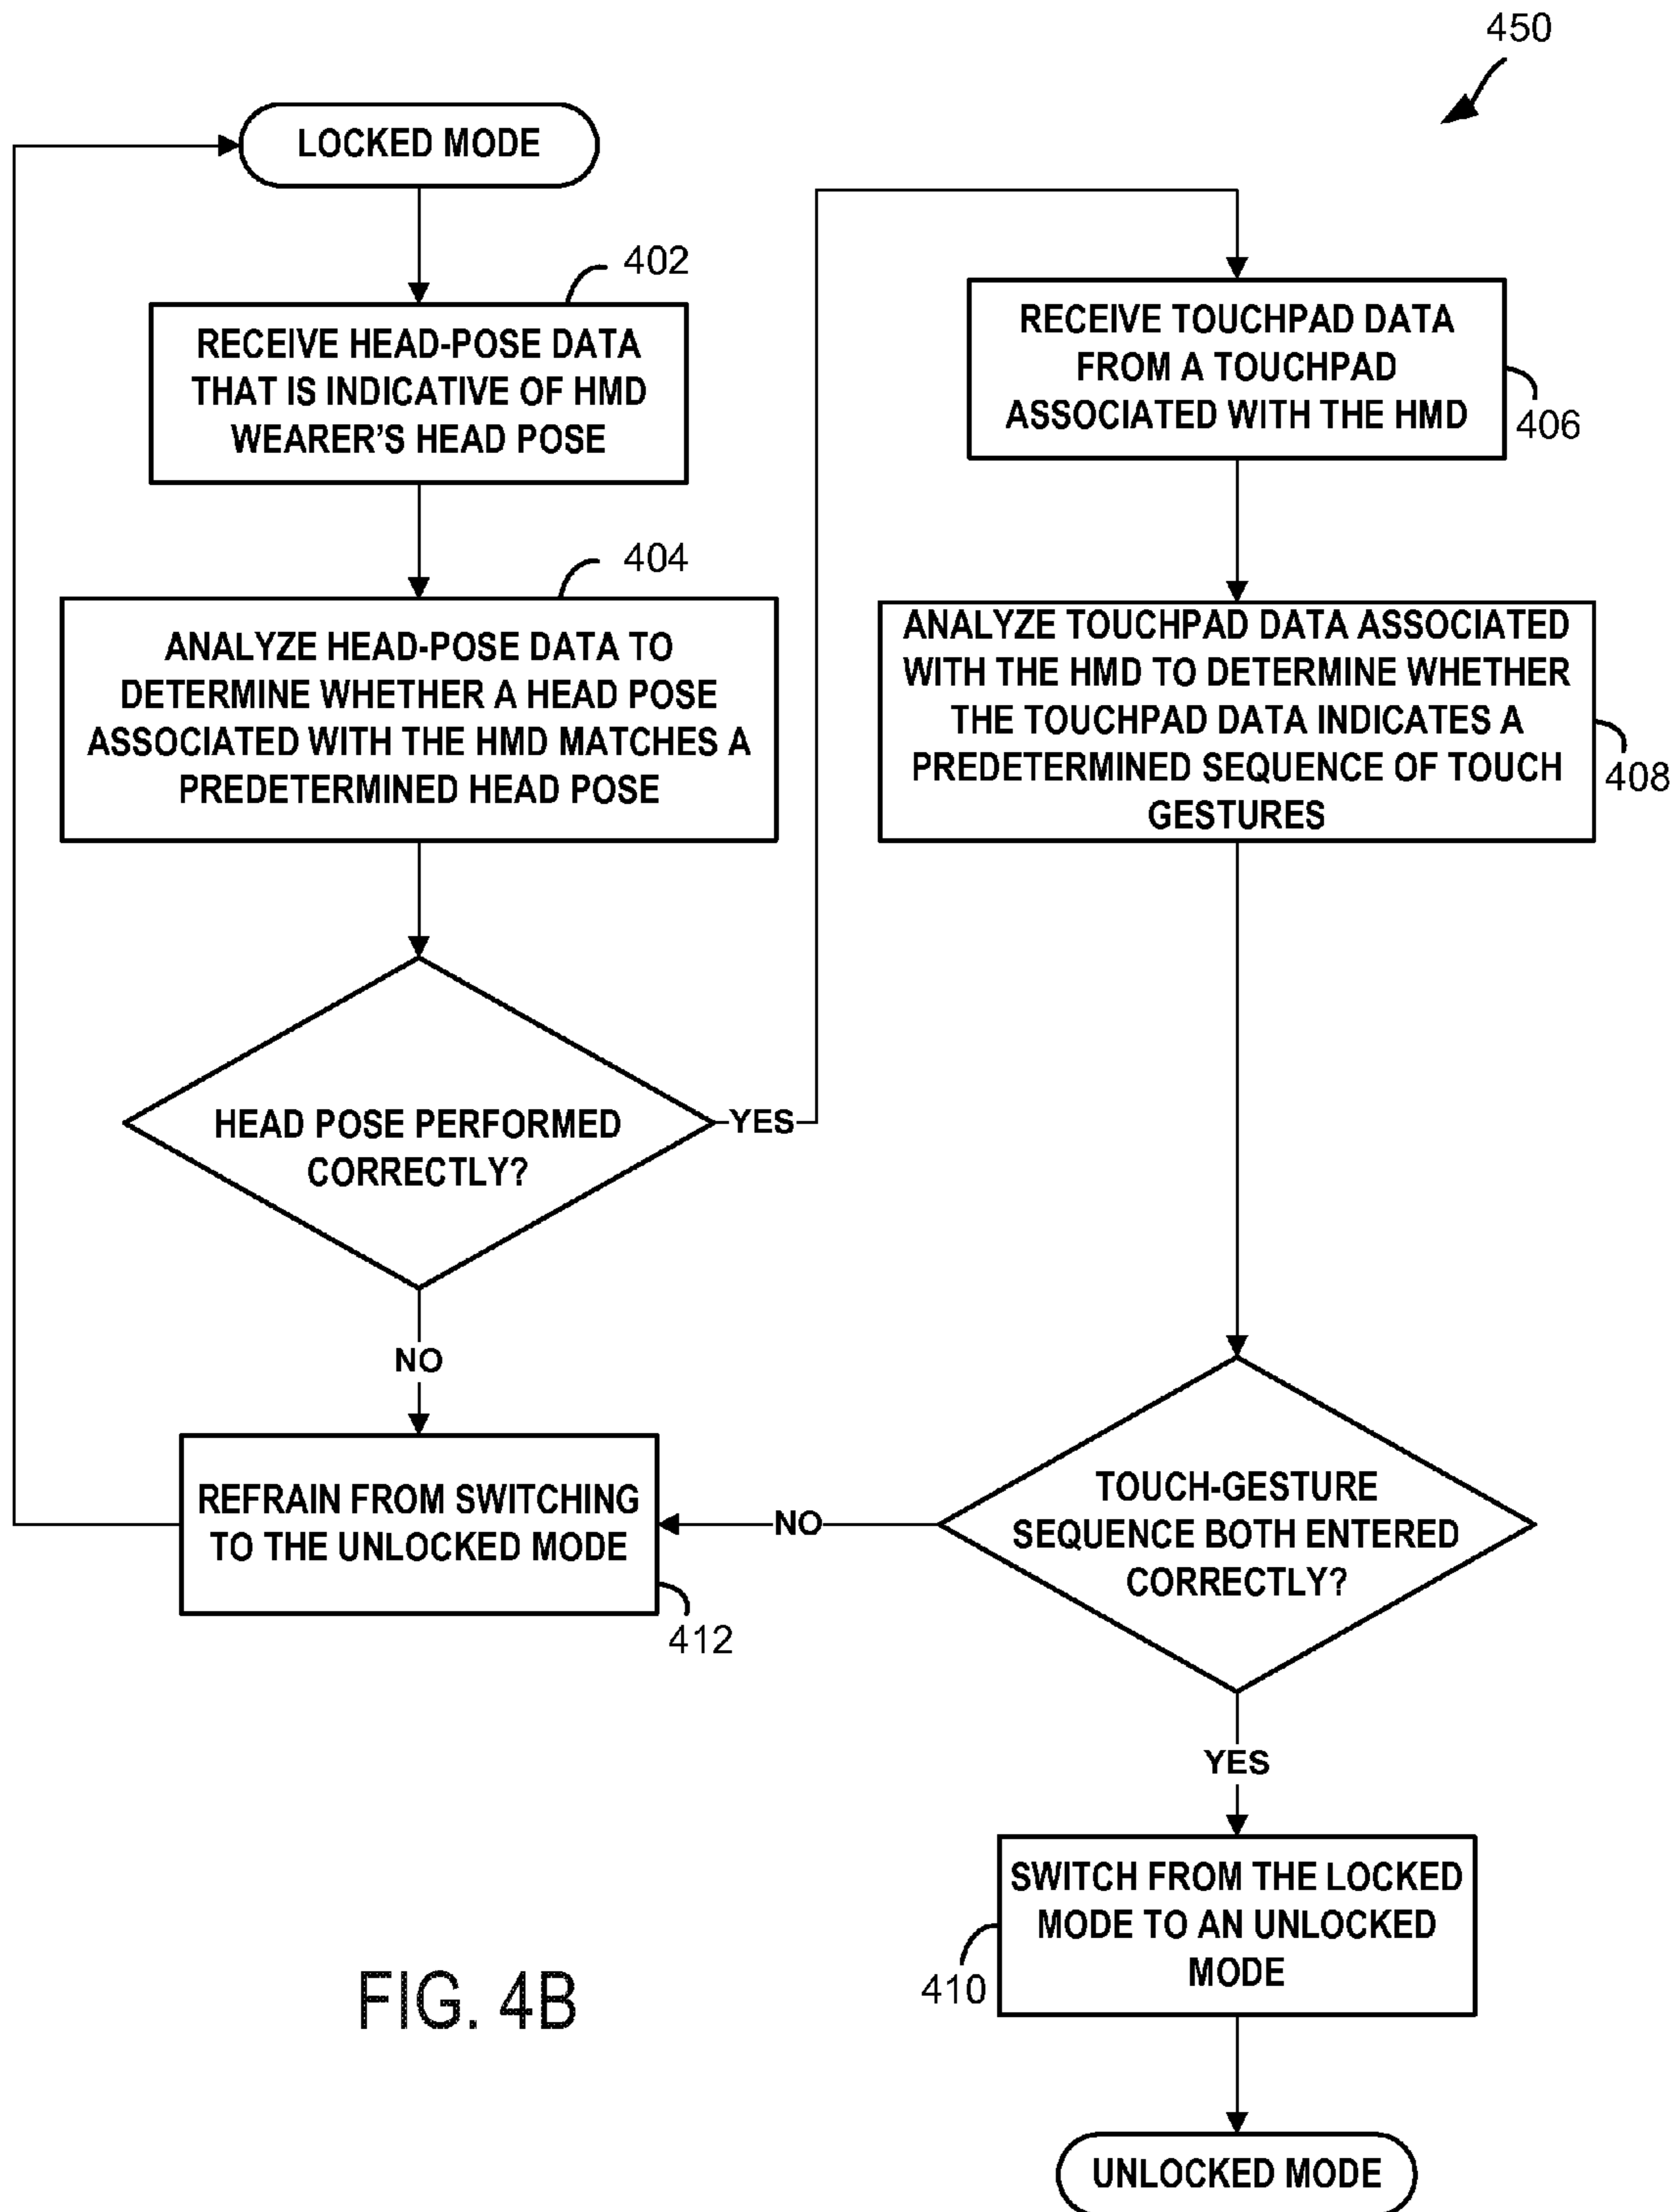 450
LOCKED MODE
402
RECEIVE HEAD-POSE DATA
THAT IS INDICATIVE OF HMD
WEARER'S HEAD POSE
404
ANALYZE HEAD-POSE DATA TO
DETERMINE WHETHER A HEAD POSE
ASSOCIATED WITH THE HMD MATCHES A
PREDETERMINED HEAD POSE
HEAD POSE PERFORMED
CORRECTLY?
YES
NO
REFRAIN FROM SWITCHING
TO THE UNLOCKED MODE
412
RECEIVE TOUCHPAD DATA
FROM A TOUCHPAD
ASSOCIATED WITH THE HMD
406
ANALYZE TOUCHPAD DATA ASSOCIATED
WITH THE HMD TO DETERMINE WHETHER
THE TOUCHPAD DATA INDICATES A
PREDETERMINED SEQUENCE OF TOUCH
GESTURES
408
TOUCH-GESTURE
SEQUENCE BOTH ENTERED
CORRECTLY?
NO
YES
SWITCH FROM THE LOCKED
MODE TO AN UNLOCKED
MODE
410
UNLOCKED MODE
FIG. 4B